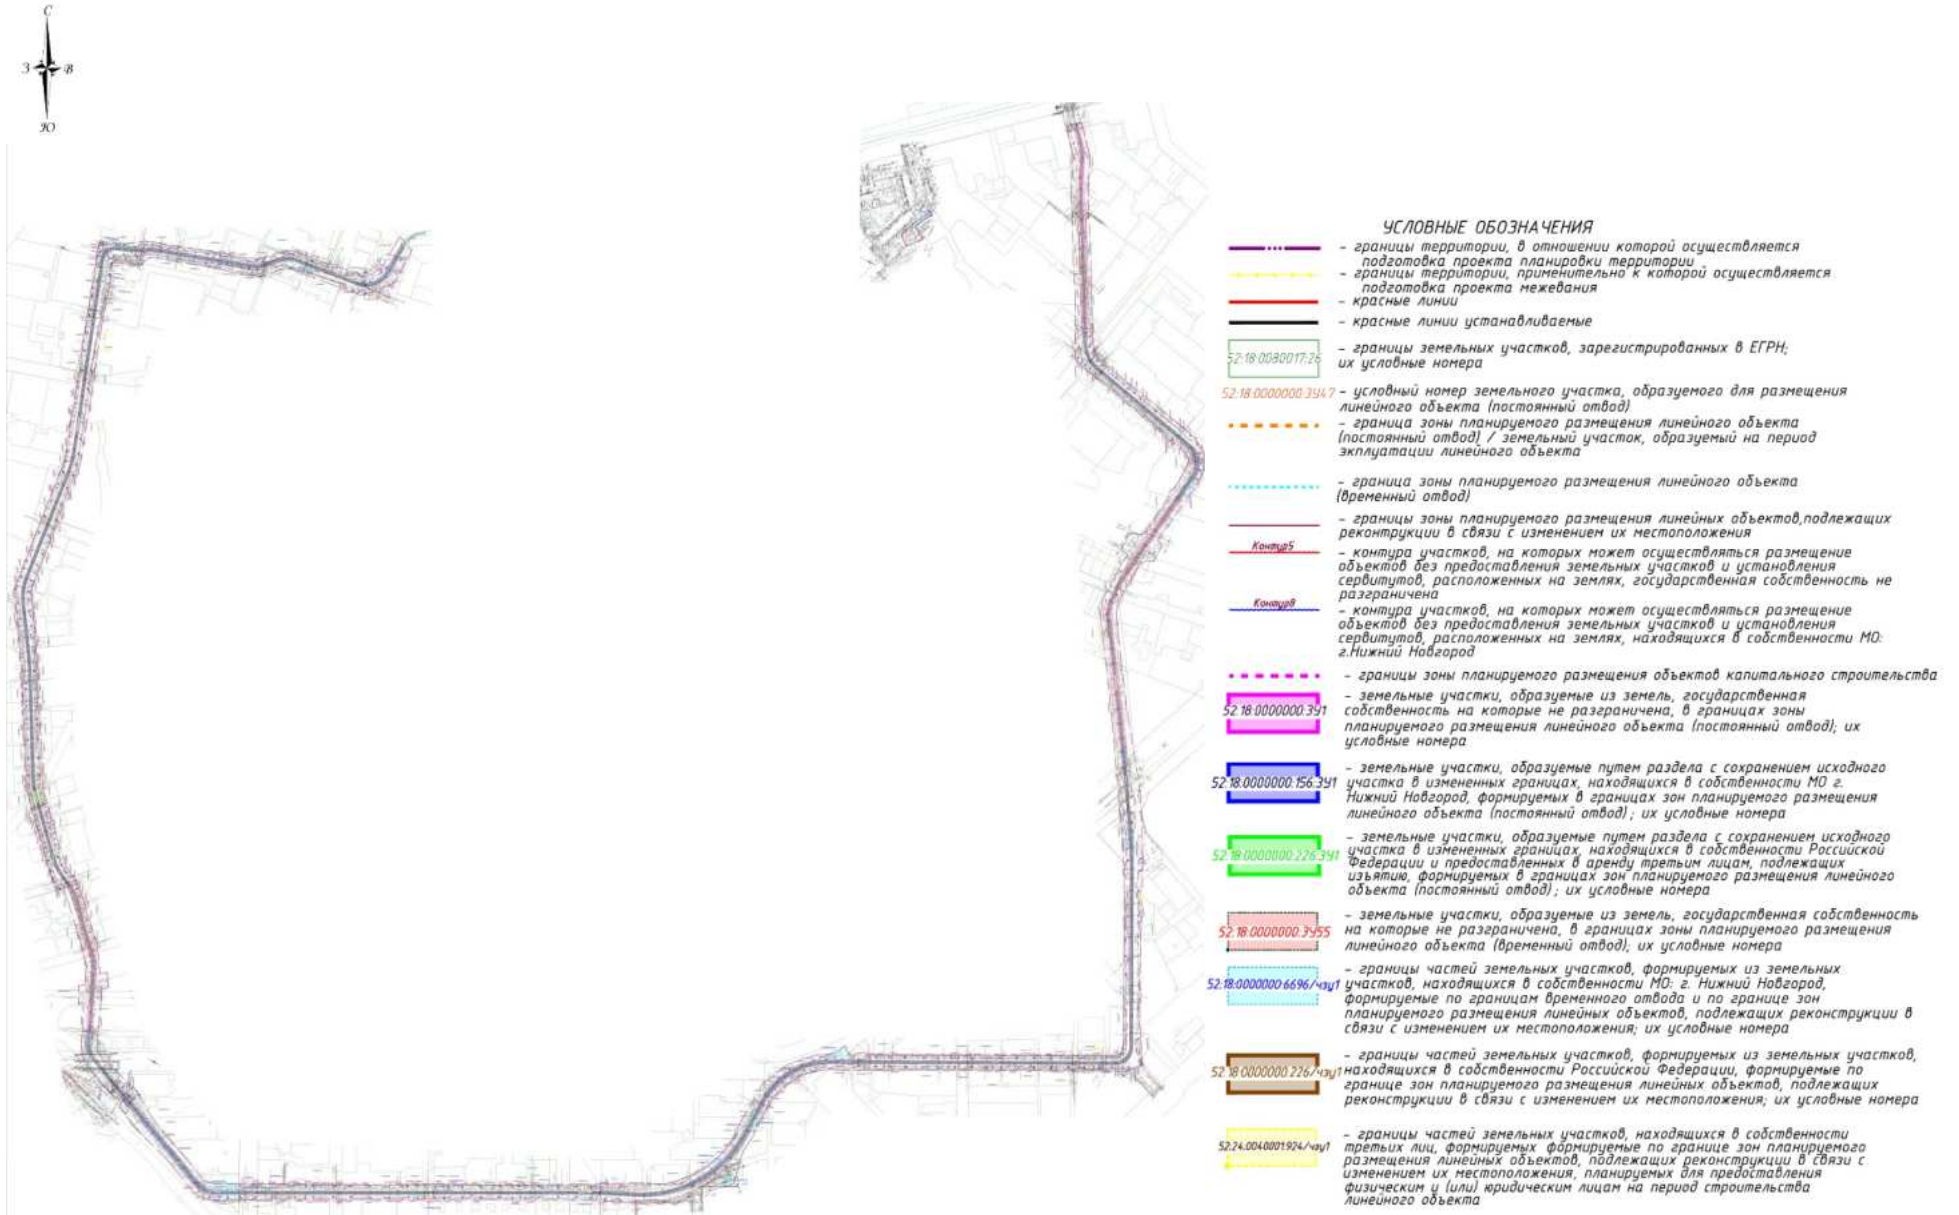 С
З В
Ю
УСЛОВНЫЕ ОБОЗНАЧЕНИЯ
- границы территории, в отношении которой осуществляется
подготовка проекта планировки территории
- границы территории, применительно к которой осуществляется
подготовка проекта межевания
- красные линии
- красные линии устанавливаемые
52:18:0080017:26
- границы земельных участков, зарегистрированных в ЕГРН;
их условные номера
52:18:0000000:ЗУ47 - условный номер земельного участка, образуемого для размещения
линейного объекта (постоянный отвод)
- граница зоны планируемого размещения линейного объекта
(постоянный отвод) / земельный участок, образуемый на период
экплуатации линейного объекта
- граница зоны планируемого размещения линейного объекта
(временный отвод)
- границы зоны планируемого размещения линейных объектов,подлежащих
реконтрукции в связи с изменением их местоположения
Контур5
- контура участков, на которых может осуществляться размещение
объектов без предоставления земельных участков и установления
сервитутов, расположенных на землях, государственная собственность не
разграничена
Контур8
- контура участков, на которых может осуществляться размещение
объектов без предоставления земельных участков и установления
сервитутов, расположенных на землях, находящихся в собственности МО:
г.Нижний Новгород
- границы зоны планируемого размещения объектов капитального строительства
52:18:0000000:ЗУ1
- земельные участки, образуемые из земель, государственная
собственность на которые не разграничена, в границах зоны
планируемого размещения линейного объекта (постоянный отвод); их
условные номера
52:18:0000000:156:ЗУ1
- земельные участки, образуемые путем раздела с сохранением исходного
участка в измененных границах, находящихся в собственности МО г.
Нижний Новгород, формируемых в границах зон планируемого размещения
линейного объекта (постоянный отвод) ; их условные номера
52:18:0000000:226:ЗУ1
- земельные участки, образуемые путем раздела с сохранением исходного
участка в измененных границах, находящихся в собственности Российской
Федерации и предоставленных в аренду третьим лицам, подлежащих
изъятию, формируемых в границах зон планируемого размещения линейного
объекта (постоянный отвод) ; их условные номера
52:18:0000000:ЗУ55
- земельные участки, образуемые из земель, государственная собственность
на которые не разграничена, в границах зоны планируемого размещения
линейного объекта (временный отвод); их условные номера
52:18:0000000:6696/чзу1
- границы частей земельных участков, формируемых из земельных
участков, находящихся в собственности МО: г. Нижний Новгород,
формируемые по границам временного отвода и по границе зон
планируемого размещения линейных объектов, подлежащих реконструкции в
связи с изменением их местоположения; их условные номера
52:18:0000000:226/чзу1
- границы частей земельных участков, формируемых из земельных участков,
находящихся в собственности Российской Федерации, формируемые по
границе зон планируемого размещения линейных объектов, подлежащих
реконструкции в связи с изменением их местоположения; их условные номера
52:24:0040001:924/чзу1
- границы частей земельных участков, находящихся в собственности
третьих лиц, формируемых формируемые по границе зон планируемого
размещения линейных объектов, подлежащих реконструкции в связи с
изменением их местоположения, планируемых для предоставления
физическим и (или) юридическим лицам на период строительства
линейного объекта